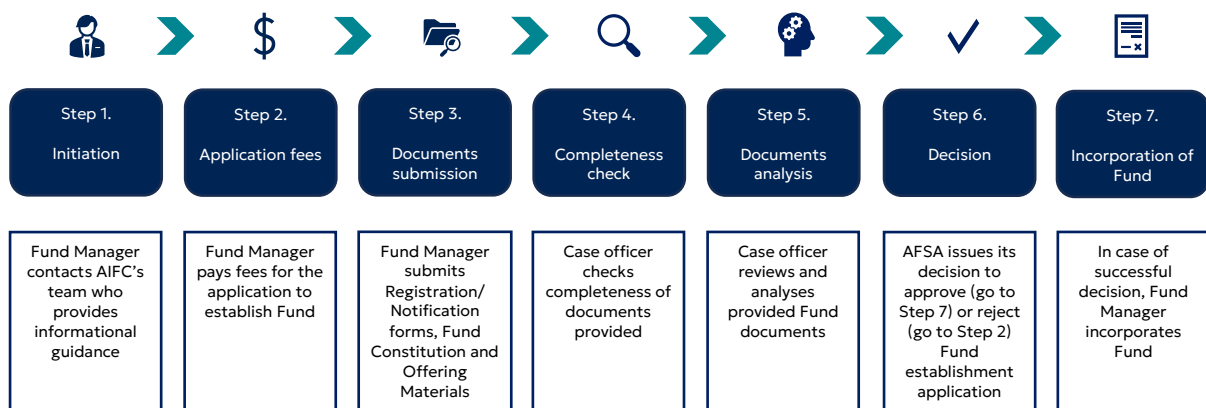 Step 1.
Initiation
Step 2.
Application fees
Step 3.
Documents
submission
Step 4.
Completeness
check
Step 5.
Documents
analysis
Step 6.
Decision
Step 7.
Incorporation of
Fund
Fund Manager
contacts AIFC's
team who
provides
informational
guidance
Fund Manager
pays fees for the
application to
establish Fund
Fund Manager
submits
Registration/
Notification
forms, Fund
Constitution and
Offering
Materials
Case officer
checks
completeness of
documents
provided
Case officer
reviews and
analyses
provided Fund
documents
AFSA issues its
decision to
approve (go to
Step 7) or reject
(go to Step 2)
Fund
establishment
application
In case of
successful
decision, Fund
Manager
incorporates
Fund